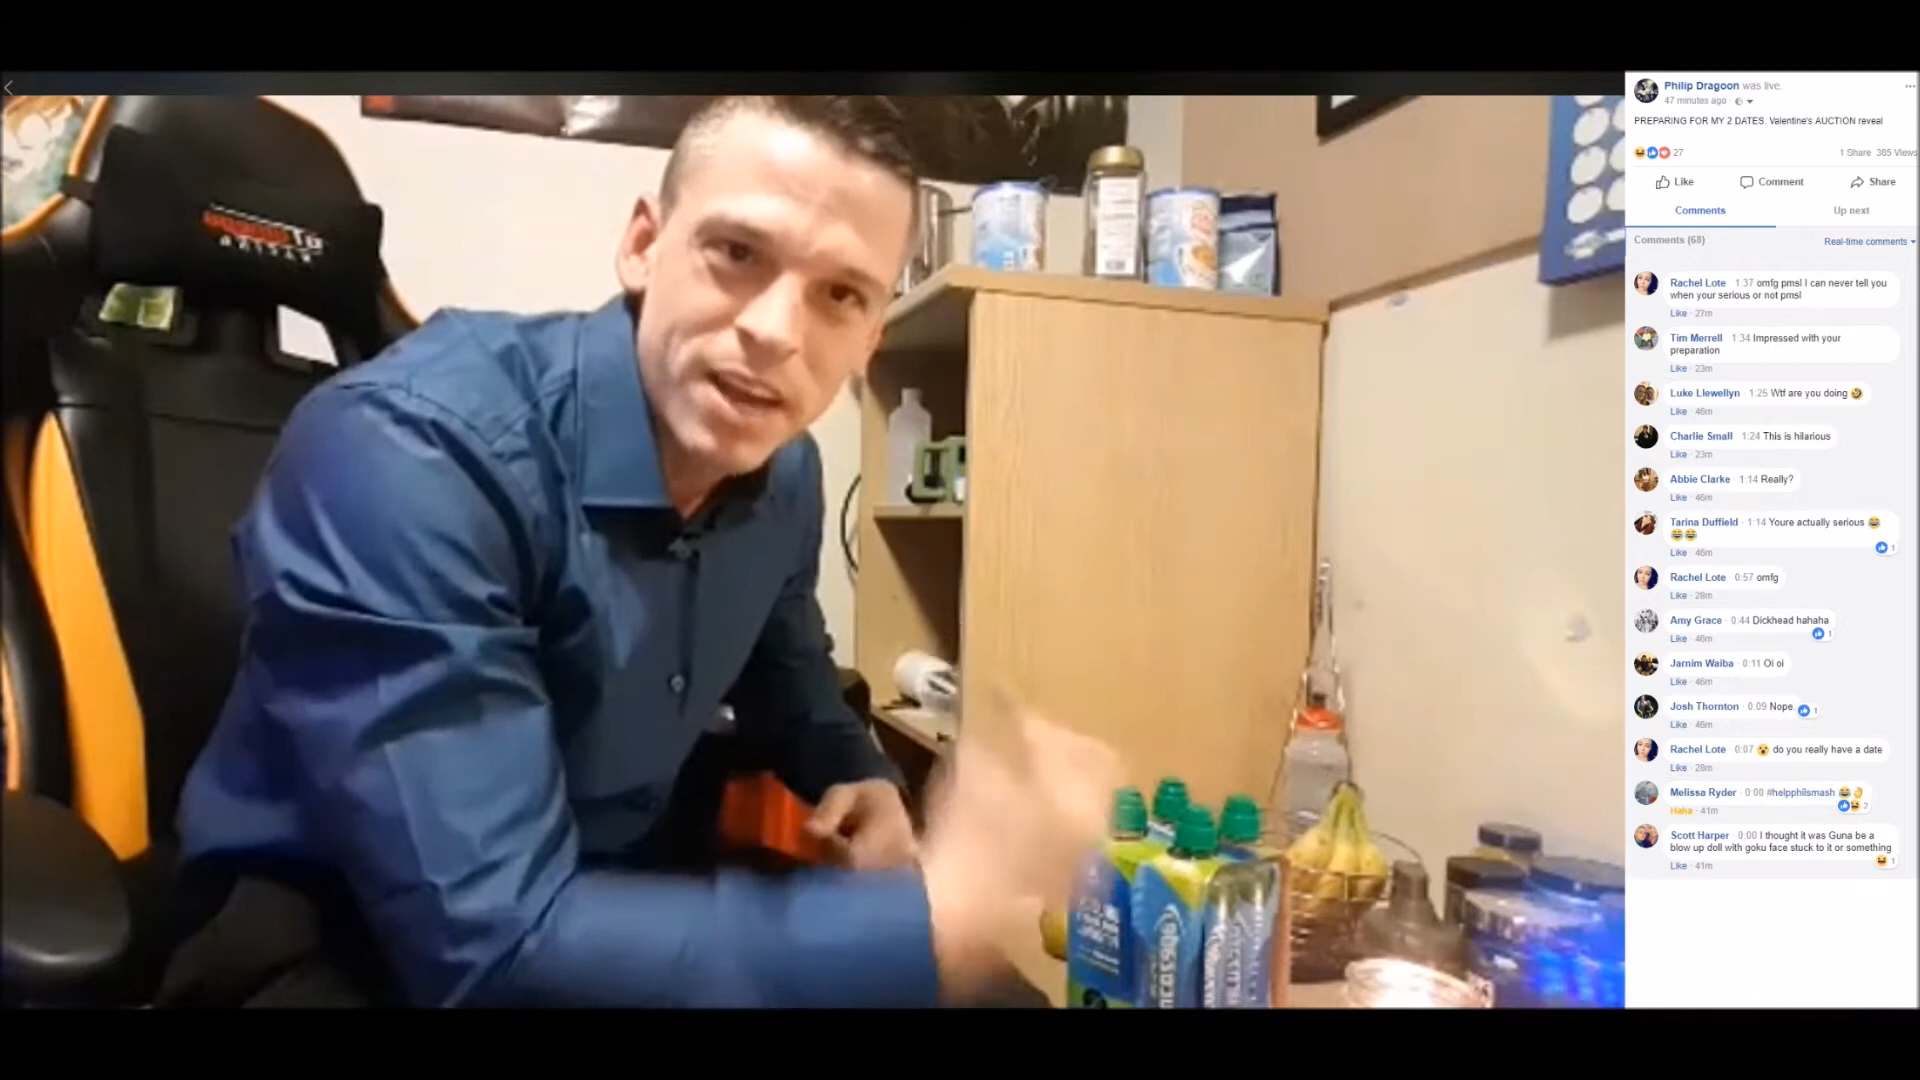 Philip Dragoon was live.
47 minutes ago
PREPARING FOR MY 2 DATES. Valentine's AUCTION reveal
27
1 Share 365 Views
Like
Comment
Share
Comments
Up next
Comments (68)
Real-time comments
Rachel Lote · 1:37 omfg pmsl I can never tell you
when your serious or not pmsl
Like · 27m
Tim Merrell · 1:34 Impressed with your
preparation
Like · 23m
Luke Llewellyn · 1:25 Wtf are you doing 🤣
Like · 46m
Charlie Small · 1:24 This is hilarious
Like · 23m
Abbie Clarke · 1:14 Really?
Like · 46m
Tarina Duffield · 1:14 Youre actually serious 😂
😂😂
1
Like · 46m
Rachel Lote · 0:57 omfg
Like · 28m
Amy Grace · 0:44 Dickhead hahaha
1
Like · 46m
Jarnim Waiba · 0:11 Oi oi
Like · 46m
Josh Thornton · 0:09 Nope.
1
Like · 46m
Rachel Lote · 0:07 😮 do you really have a date
Like · 28m
Melissa Ryder · 0:00 #helpphilsmash 😂👌
2
Haha · 41m
Scott Harper · 0:00 I thought it was Guna be a
blow up doll with goku face stuck to it or something
1
Like · 41m